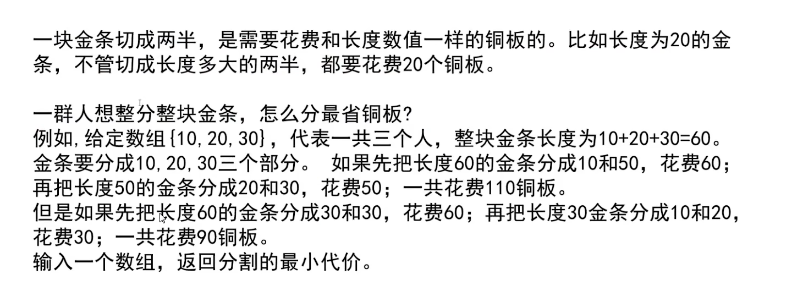 一块金条切成两半，是需要花费和长度数值一样的铜板的。比如长度为20的金
条，不管切成长度多大的两半，都要花费20个铜板。
一群人想整分整块金条，怎么分最省铜板?
例如,给定数组{10,20,30}，代表一共三个人，整块金条长度为10+20+30=60。
金条要分成10,20,30三个部分。 如果先把长度60的金条分成10和50，花费60；
再把长度50的金条分成20和30，花费50；一共花费110铜板。
但是如果先把长度60的金条分成30和30，花费60；再把长度30金条分成10和20，
花费30；一共花费90铜板。
输入一个数组，返回分割的最小代价。